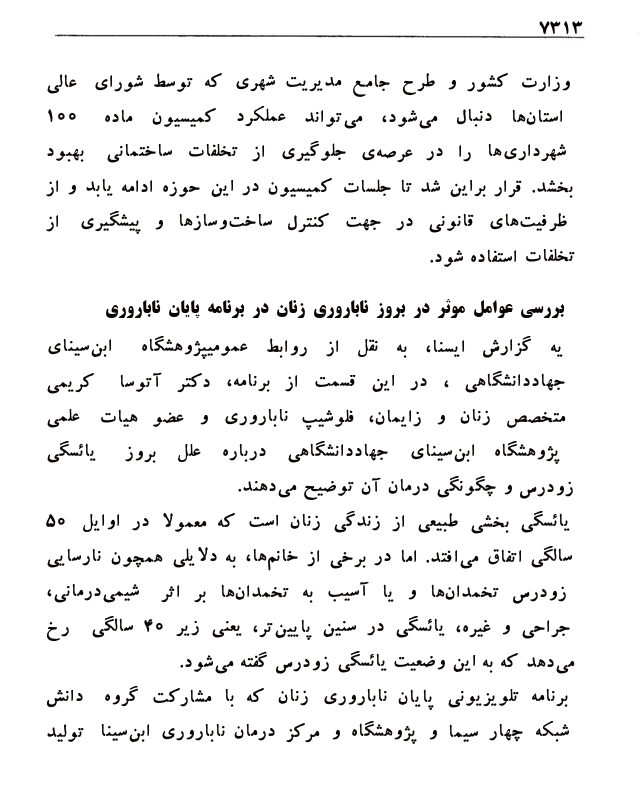 ۷۳۱۳
وزارت کشور و طرح جامع مدیریت شهری که توسط شورای عالی
استان‌ها دنبال می‌شود، می‌تواند عملکرد کمیسیون ماده ۱۰۰
شهرداری‌ها را در عرصه‌ی جلوگیری از تخلفات ساختمانی بهبود
بخشد. قرار براین شد تا جلسات کمیسیون در این حوزه ادامه یابد و از
ظرفیت‌های قانونی در جهت کنترل ساخت‌وسازها و پیشگیری از
تخلفات استفاده شود.
بررسی عوامل موثر در بروز ناباروری زنان در برنامه پایان ناباروری
یه گزارش ایسنا، به نقل از روابط عمومیپژوهشگاه ابن‌سینای
جهاددانشگاهی ، در این قسمت از برنامه، دکتر آتوسا کریمی
متخصص زنان و زایمان، فلوشیپ ناباروری و عضو هیات علمی
پژوهشگاه ابن‌سینای جهاددانشگاهی درباره علل بروز یائسگی
زودرس و چگونگی درمان آن توضیح می‌دهند.
یائسگی بخشی طبیعی از زندگی زنان است که معمولا در اوایل ۵۰
سالگی اتفاق می‌افتد. اما در برخی از خانم‌ها، به دلایلی همچون نارسایی
زودرس تخمدان‌ها و یا آسیب به تخمدان‌ها بر اثر شیمی‌درمانی،
جراحی و غیره، یائسگی در سنین پایین‌تر، یعنی زیر ۴۰ سالگی رخ
می‌دهد که به این وضعیت یائسگی زودرس گفته می‌شود.
برنامه تلویزیونی پایان ناباروری زنان که با مشارکت گروه دانش
شبکه چهار سیما و پژوهشگاه و مرکز درمان ناباروری ابن‌سینا تولید